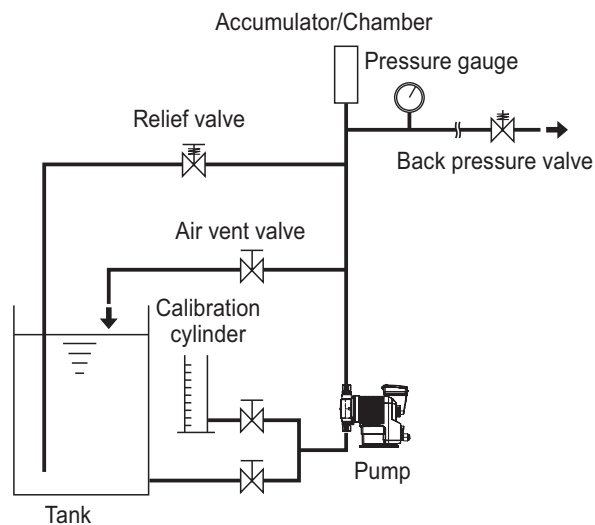 Accumulator/Chamber
Pressure gauge
Relief valve
Back pressure valve
Air vent valve
Calibration
cylinder
Pump
Tank